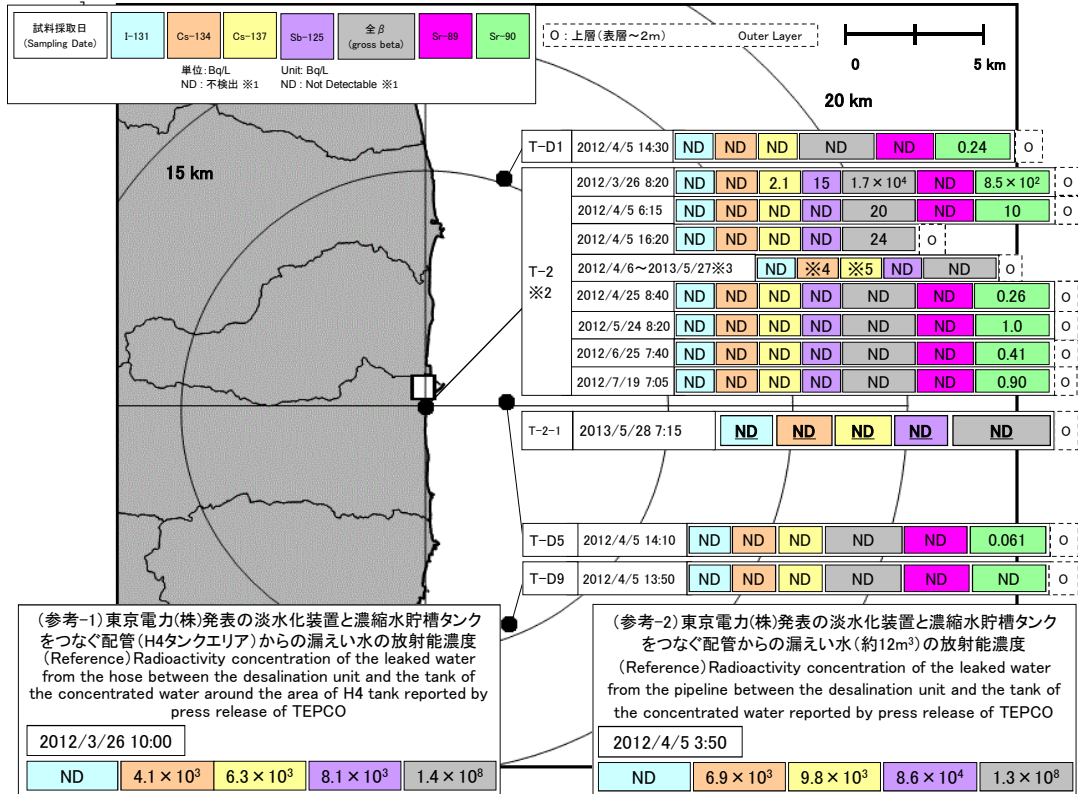 試料採取日
(Sampling Date)
I-131
Cs-134
Cs-137
Sb-125
全β
(gross beta)
Sr-89
Sr-90
単位: Bq/L
Unit: Bq/L
ND : 不検出 ※1
ND : Not Detectable ※1
O : 上層(表層～2m)
Outer Layer
0
5 km
20 km
15 km
T-D1 2012/4/5 14:30 ND ND ND ND ND 0.24 O
T-2
※2
2012/3/26 8:20 ND ND 2.1 15 1.7×10⁴ ND 8.5×10² O
2012/4/5 6:15 ND ND ND ND 20 ND 10 O
2012/4/5 16:20 ND ND ND ND 24 O
2012/4/6～2013/5/27※3 ND ※4 ※5 ND ND O
2012/4/25 8:40 ND ND ND ND ND ND 0.26 O
2012/5/24 8:20 ND ND ND ND ND ND 1.0 O
2012/6/25 7:40 ND ND ND ND ND ND 0.41 O
2012/7/19 7:05 ND ND ND ND ND ND 0.90 O
T-2-1 2013/5/28 7:15 ND ND ND ND ND O
T-D5 2012/4/5 14:10 ND ND ND ND ND 0.061 O
T-D9 2012/4/5 13:50 ND ND ND ND ND ND O
(参考-1)東京電力(株)発表の淡水化装置と濃縮水貯槽タンク
をつなぐ配管(H4タンクエリア)からの漏えい水の放射能濃度
(Reference)Radioactivity concentration of the leaked water
from the hose between the desalination unit and the tank of
the concentrated water around the area of H4 tank reported by
press release of TEPCO
2012/3/26 10:00
ND 4.1×10³ 6.3×10³ 8.1×10³ 1.4×10⁸
(参考-2)東京電力(株)発表の淡水化装置と濃縮水貯槽タンク
をつなぐ配管からの漏えい水(約12m³)の放射能濃度
(Reference)Radioactivity concentration of the leaked water
from the pipeline between the desalination unit and the tank of
the concentrated water reported by press release of TEPCO
2012/4/5 3:50
ND 6.9×10³ 9.8×10³ 8.6×10⁴ 1.3×10⁸